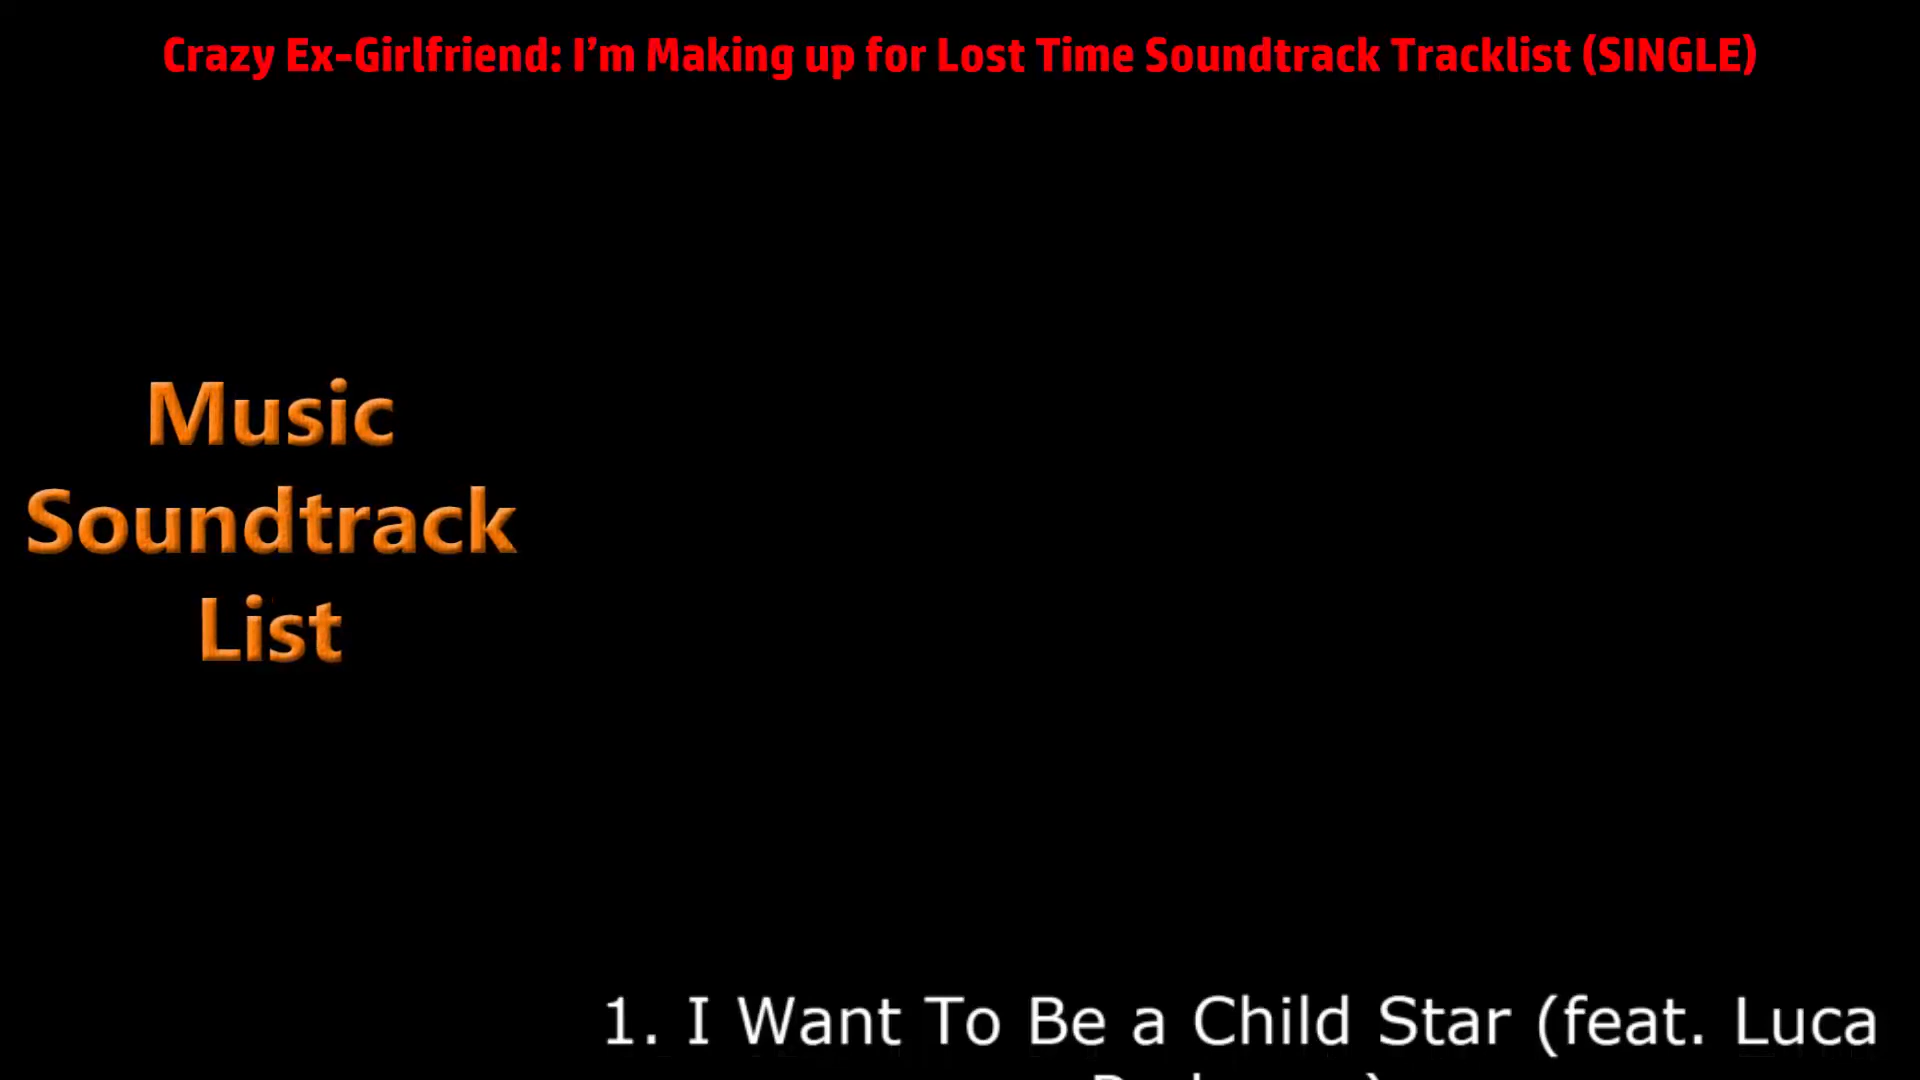 Crazy Ex-Girlfriend: I’m Making up for Lost Time Soundtrack Tracklist (SINGLE)
Music
Soundtrack
List
1. I Want To Be a Child Star (feat. Luca